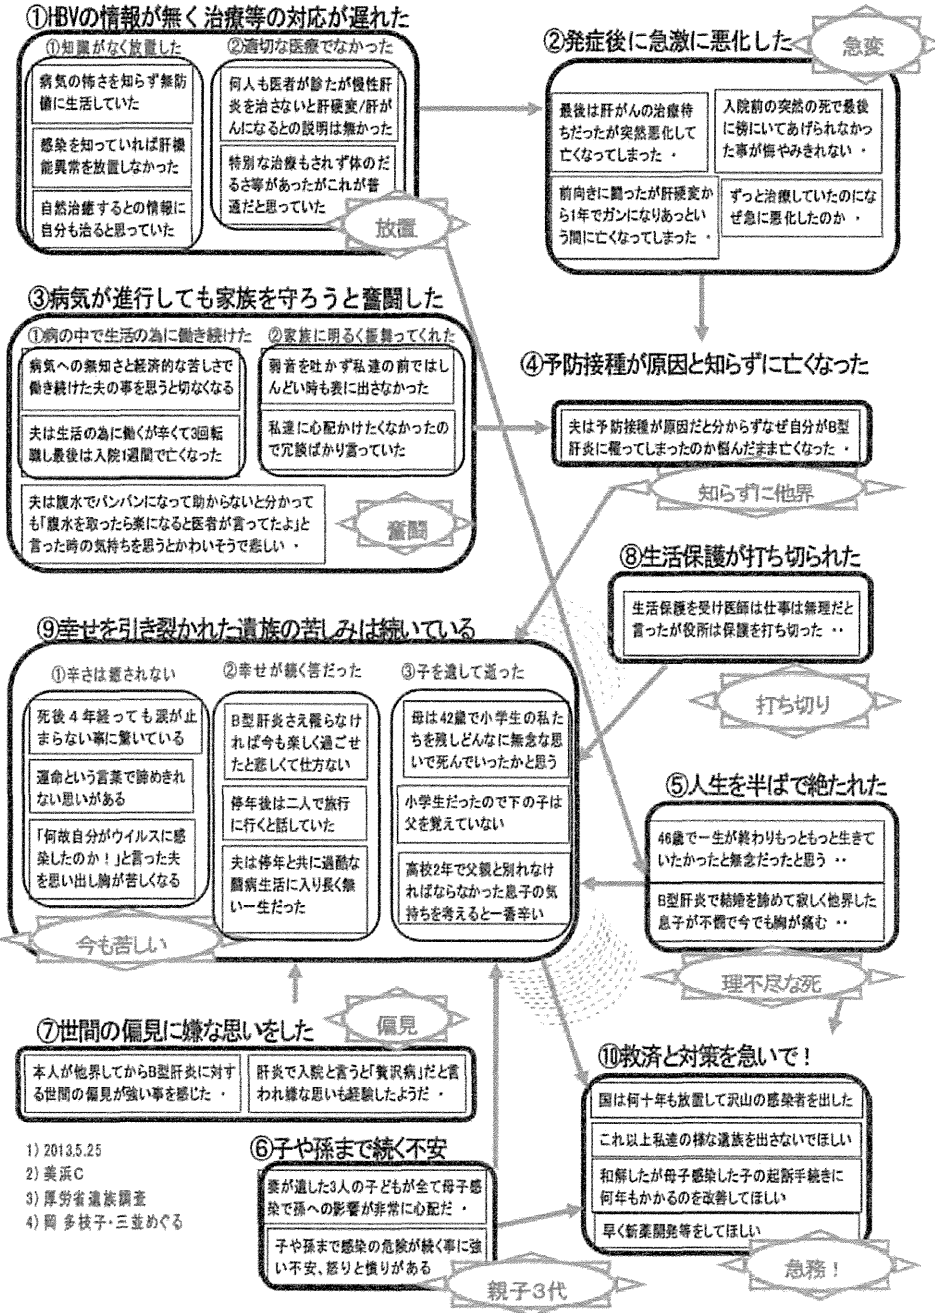 ①HBVの情報が無く治療等の対応が遅れた
①知識がなく放置した
病気の怖さを知らず無防
備に生活していた
感染を知っていれば肝機
能異常を放置しなかった
自然治癒するとの情報に
自分も治ると思っていた
②適切な医療でなかった
何人も医者が診たが慢性肝
炎を治さないと肝硬変/肝が
んになるとの説明は無かった
特別な治療もされず体のだ
るさ等があったがこれが普
通だと思っていた
放置
②発症後に急激に悪化した
急変
最後は肝がんの治療待
ちだったが突然悪化して
亡くなってしまった ・
入院前の突然の死で最後
に傍にいてあげられなかっ
た事が悔やみきれない ・
前向きに闘ったが肝硬変か
ら1年でガンになりあっとい
う間に亡くなってしまった ・
ずっと治療していたのにな
ぜ急に悪化したのか ・
③病気が進行しても家族を守ろうと奮闘した
①病の中で生活の為に働き続けた
病気への無知さと経済的な苦しさで
働き続けた夫の事を思うと切なくなる
夫は生活の為に働くが辛くて3回転
職し最後は入院1週間で亡くなった
②家族に明るく振舞ってくれた
弱音を吐かず私達の前ではし
んどい時も表に出さなかった
私達に心配かけたくなかったの
で冗談ばかり言っていた
夫は腹水でパンパンになって助からないと分かって
も「腹水を取ったら楽になると医者が言ってたよ」と
言った時の気持ちを思うとかわいそうで悲しい ・
奮闘
④予防接種が原因と知らずに亡くなった
夫は予防接種が原因だと分からずなぜ自分がB型
肝炎に罹ってしまったのか悩んだまま亡くなった ・
知らずに他界
⑧生活保護が打ち切られた
生活保護を受け医師は仕事は無理だと
言ったが役所は保護を打ち切った ・・
打ち切り
⑨幸せを引き裂かれた遺族の苦しみは続いている
①辛さは癒されない
死後４年経っても涙が止
まらない事に驚いている
運命という言葉で諦めきれ
ない思いがある
「何故自分がウイルスに感
染したのか！」と言った夫
を思い出し胸が苦しくなる
②幸せが続く筈だった
B型肝炎さえ罹らなけ
れば今も楽しく過ごせ
たと悲しくて仕方ない
停年後は二人で旅行
に行くと話していた
夫は停年と共に過酷な
闘病生活に入り長く無
い一生だった
③子を遺して逝った
母は42歳で小学生の私た
ちを残しどんなに無念な思
いで死んでいったかと思う
小学生だったので下の子は
父を覚えていない
高校2年で父親と別れなけ
ればならなかった息子の気
持ちを考えると一番辛い
今も苦しい
⑤人生を半ばで絶たれた
46歳で一生が終わりもっともっと生きて
いたかったと無念だったと思う ・・
B型肝炎で結婚を諦めて寂しく他界した
息子が不憫で今でも胸が痛む ・・
理不尽な死
⑦世間の偏見に嫌な思いをした
偏見
本人が他界してからB型肝炎に対す
る世間の偏見が強い事を感じた ・
肝炎で入院と言うと「贅沢病」だと言
われ嫌な思いも経験したようだ ・
⑥子や孫まで続く不安
妻が遺した3人の子どもが全て母子感
染で孫への影響が非常に心配だ ・
子や孫まで感染の危険が続く事に強
い不安、怒りと憤りがある
親子３代
⑩救済と対策を急いで！
国は何十年も放置して沢山の感染者を出した
これ以上私達の様な遺族を出さないでほしい
和解したが母子感染した子の起訴手続きに
何年もかかるのを改善してほしい
早く新薬開発等をしてほしい
急務！
1) 2013.5.25
2) 美浜C
3) 厚労省遺族調査
4) 岡 多枝子・三並めぐる